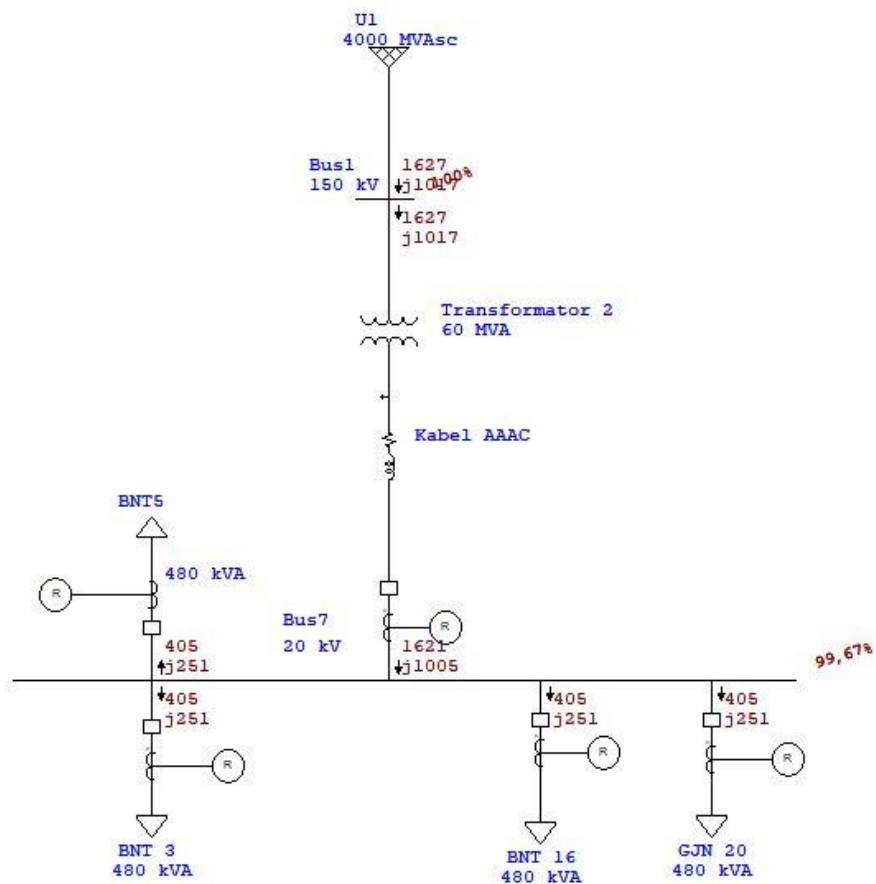 U1
4000 MVAsc
Bus1
150 kV
1627
j1017
100%
1627
j1017
Transformator 2
60 MVA
Kabel AAAC
BNT5
480 kVA
R
Bus7
20 kV
R
405
j251
1621
j1005
99,67%
405
j251
405
j251
405
j251
R
R
R
BNT 3
480 kVA
BNT 16
480 kVA
GJN 20
480 kVA